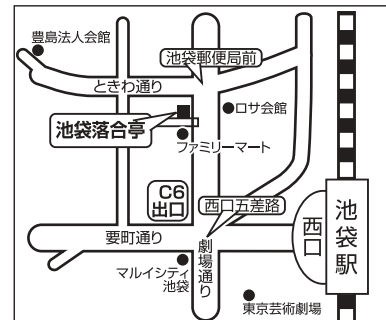 豊島法人会館
池袋郵便局前
ときわ通り
ロサ会館
池袋落合亭
ファミリーマート
C6
出口
西口五差路
要町通り
劇場通り
西口
池袋駅
マルイシティ
池袋
東京芸術劇場